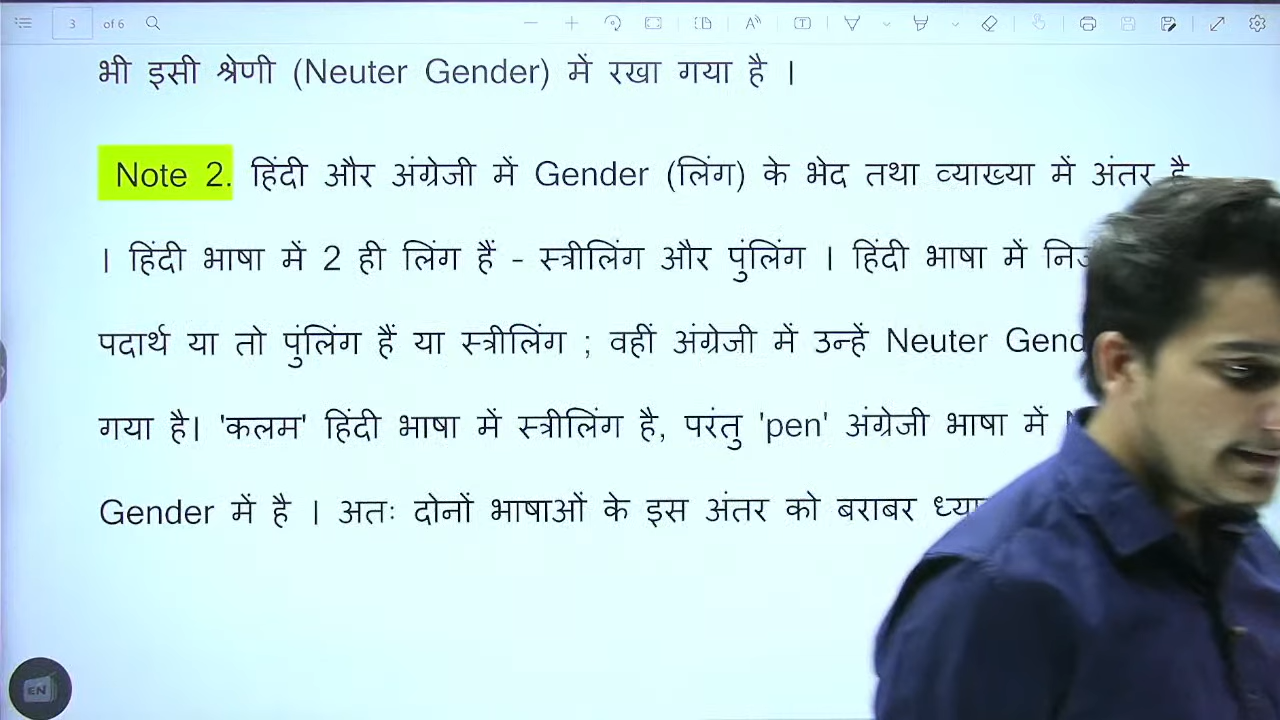 3 of 6
भी इसी श्रेणी (Neuter Gender) में रखा गया है ।
Note 2. हिंदी और अंग्रेजी में Gender (लिंग) के भेद तथा व्याख्या में अंतर है
। हिंदी भाषा में 2 ही लिंग हैं - स्त्रीलिंग और पुंलिंग । हिंदी भाषा में
पदार्थ या तो पुंलिंग हैं या स्त्रीलिंग ; वहीं अंग्रेजी में उन्हें Neuter
गया है। 'कलम' हिंदी भाषा में स्त्रीलिंग है, परंतु 'pen' अंग्रेजी भाषा में
Gender में है । अतः दोनों भाषाओं के इस अंतर को बराबर
EN